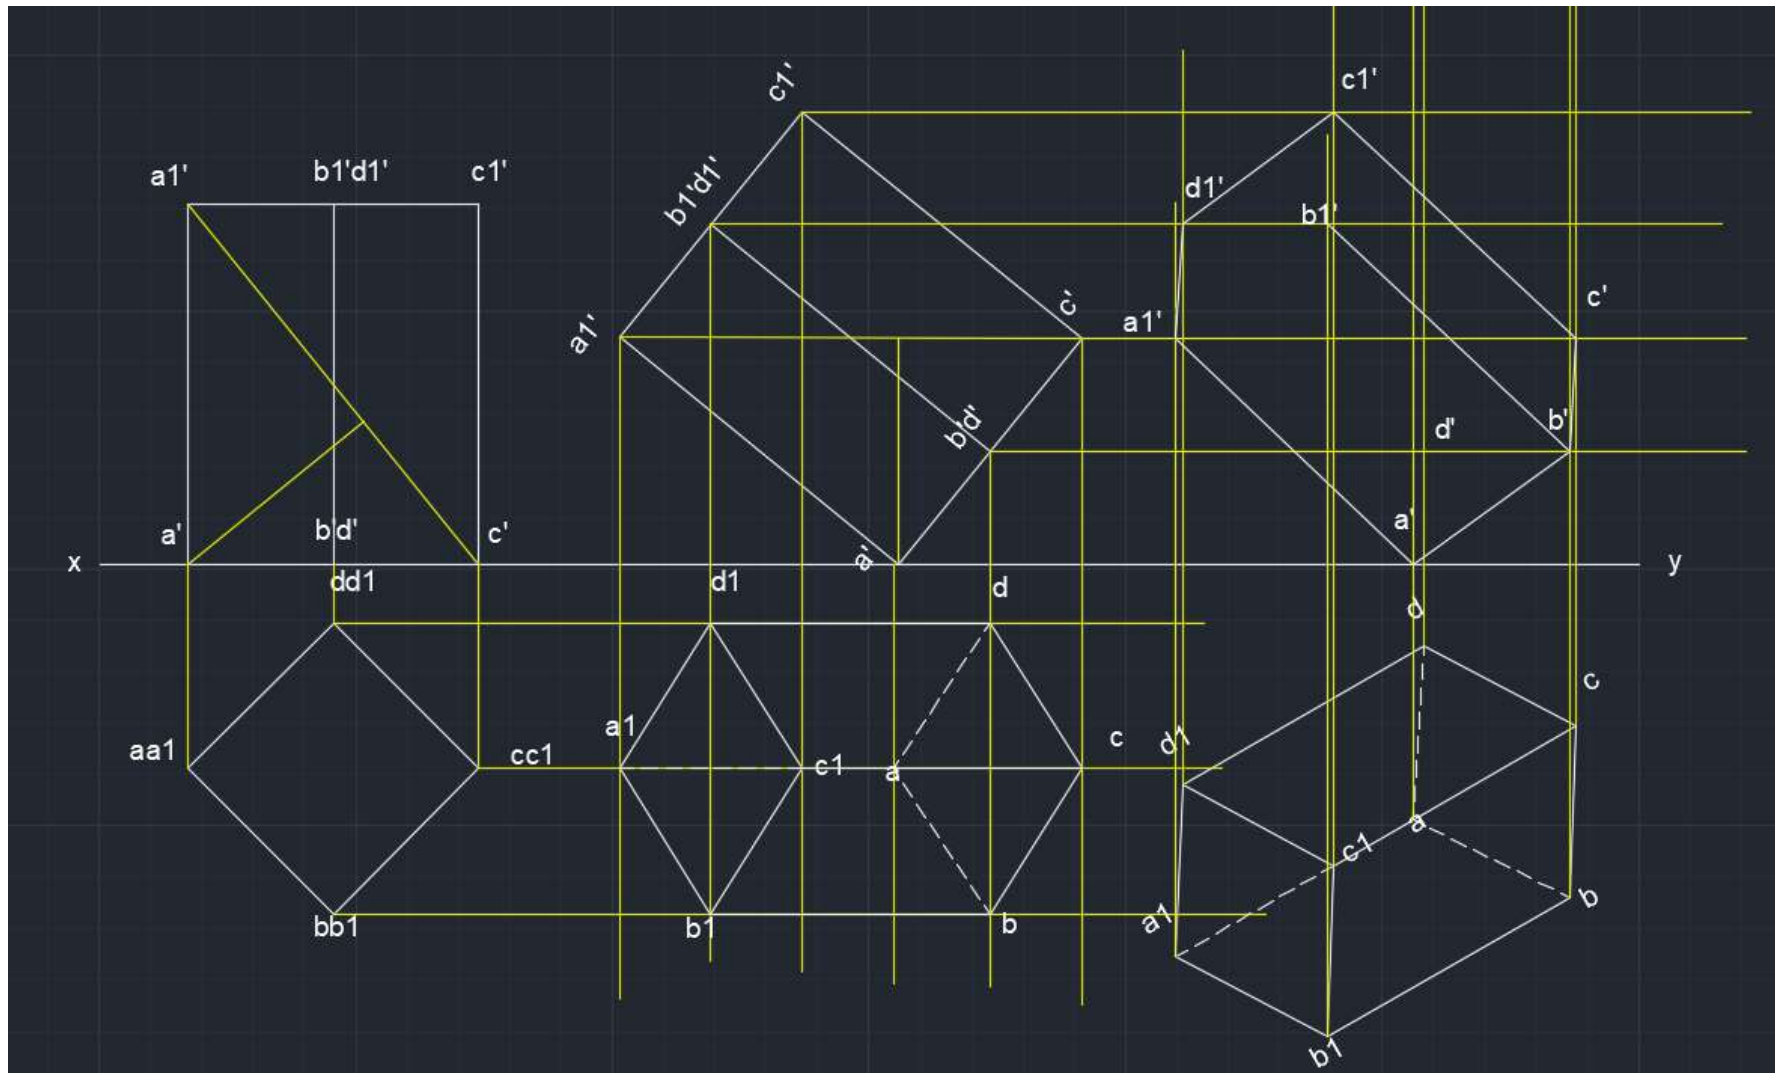 c1'
c1'
a1'
b1'd1'
c1'
b1'd1'
d1'
b1'
c'
c'
a1'
a1'
b'd'
d'
b'
a'
b'd'
c'
a'
a'
x
y
dd1
d1
d
d
c
a1
aa1
cc1
c1
a
c
d1
a
c1
bb1
b1
b
a1
b
b1